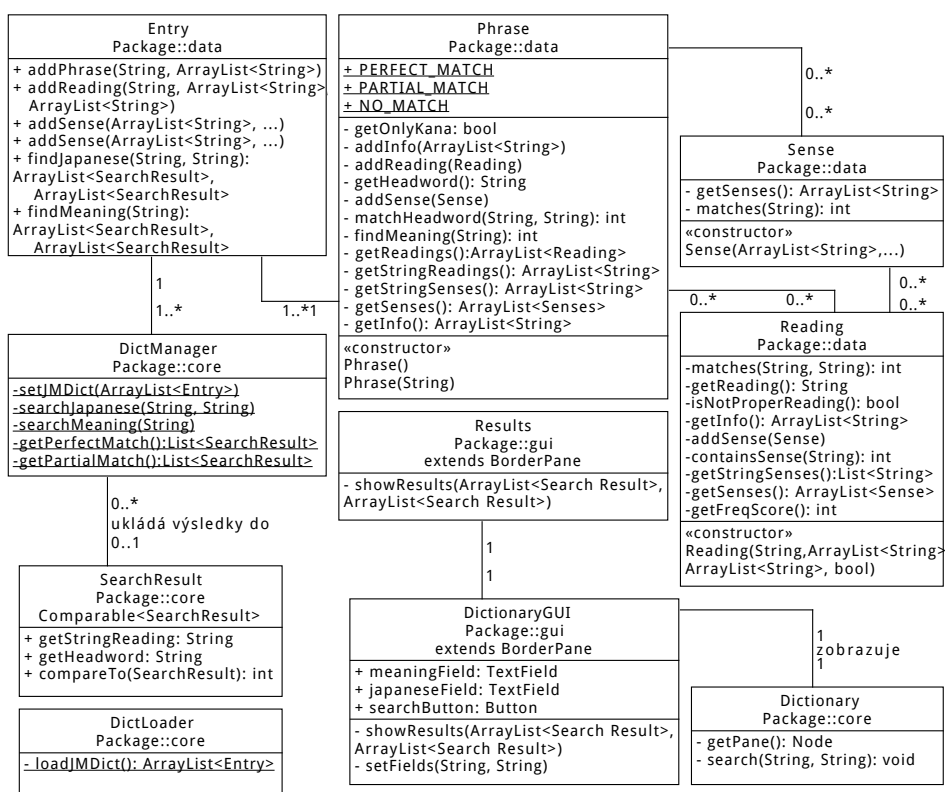 Entry
Package::data
+ addPhrase(String, ArrayList<String>)
+ addReading(String, ArrayList<String>
ArrayList<String>)
+ addSense(ArrayList<String>, ...)
+ addSense(ArrayList<String>, ...)
+ findJapanese(String, String):
ArrayList<SearchResult>,
ArrayList<SearchResult>
+ findMeaning(String):
ArrayList<SearchResult>,
ArrayList<SearchResult>
1
1..*
1..*1
Phrase
Package::data
+ PERFECT_MATCH
+ PARTIAL_MATCH
+ NO_MATCH
- getOnlyKana: bool
- addInfo(ArrayList<String>)
- addReading(Reading)
- getHeadword(): String
- addSense(Sense)
- matchHeadword(String, String): int
- findMeaning(String): int
- getReadings():ArrayList<Reading>
- getStringReadings(): ArrayList<String>
- getStringSenses(): ArrayList<String>
- getSenses(): ArrayList<Senses>
- getInfo(): ArrayList<String>
«constructor»
Phrase()
Phrase(String)
0..*
0..*
Sense
Package::data
- getSenses(): ArrayList<String>
- matches(String): int
«constructor»
Sense(ArrayList<String>,...)
0..*
0..*
0..*
0..*
Reading
Package::data
-matches(String, String): int
-getReading(): String
-isNotProperReading(): bool
-getInfo(): ArrayList<String>
-addSense(Sense)
-containsSense(String): int
-getStringSenses():List<String>
-getSenses(): ArrayList<Sense>
-getFreqScore(): int
«constructor»
Reading(String,ArrayList<String>
ArrayList<String>, bool)
DictManager
Package::core
-setJMDict(ArrayList<Entry>)
-searchJapanese(String, String)
-searchMeaning(String)
-getPerfectMatch():List<SearchResult>
-getPartialMatch():List<SearchResult>
0..*
ukládá výsledky do
0..1
SearchResult
Package::core
Comparable<SearchResult>
+ getStringReading: String
+ getHeadword: String
+ compareTo(SearchResult): int
DictLoader
Package::core
- loadJMDict(): ArrayList<Entry>
Results
Package::gui
extends BorderPane
- showResults(ArrayList<Search Result>,
ArrayList<Search Result>)
1
1
DictionaryGUI
Package::gui
extends BorderPane
+ meaningField: TextField
+ japaneseField: TextField
+ searchButton: Button
- showResults(ArrayList<Search Result>,
ArrayList<Search Result>)
- setFields(String, String)
1
zobrazuje
1
Dictionary
Package::core
- getPane(): Node
- search(String, String): void